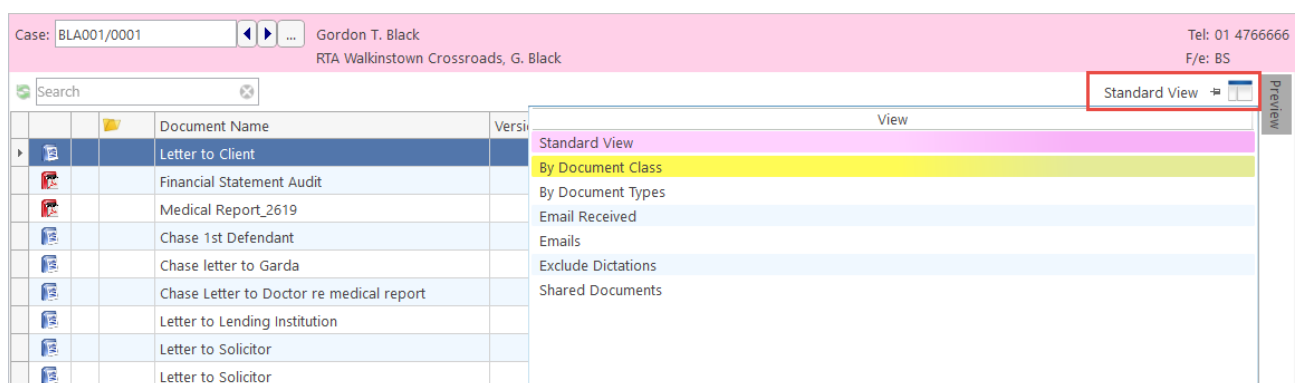 Case: BLA001/0001 ... Gordon T. Black Tel: 01 4766666
RTA Walkinstown Crossroads, G. Black F/e: BS
Search Standard View Preview
Document Name Versi View
Letter to Client Standard View
Financial Statement Audit By Document Class
Medical Report_2619 By Document Types
Chase 1st Defendant Email Received
Chase letter to Garda Emails
Chase Letter to Doctor re medical report Exclude Dictations
Letter to Lending Institution Shared Documents
Letter to Solicitor
Letter to Solicitor